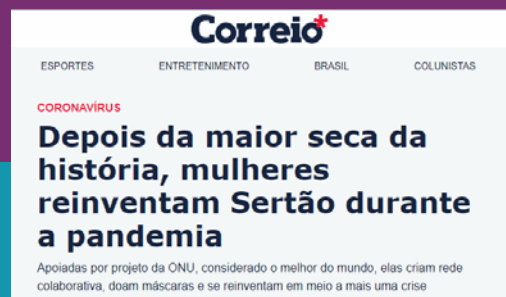 Correio*
ESPORTES ENTRETENIMENTO BRASIL COLUNISTAS
CORONAVÍRUS
Depois da maior seca da
história, mulheres
reinventam Sertão durante
a pandemia
Apoiadas por projeto da ONU, considerado o melhor do mundo, elas criam rede
colaborativa, doam máscaras e se reinventam em meio a mais uma crise